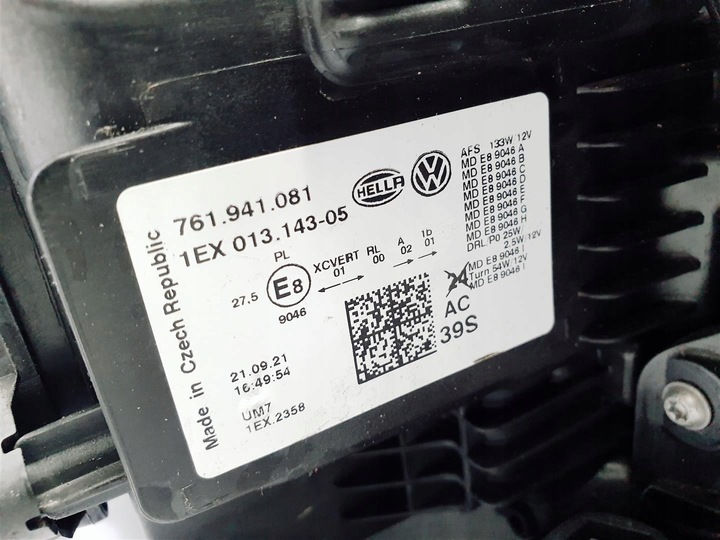 Made in Czech Republic
761.941.081
1EX 013.143-05
HELLA
VW
PL
27.5
E8
9046
XCVERT
01
RL
00
A
02
1b
01
AFS 133W/12V
MD E8 9046 A
MD E8 9046 B
MD E8 9046 C
MD E8 9046 D
MD E8 9046 E
MD E8 9046 F
MD E8 9046 G
MD E8 9046 H
DRL/P0 25W/
2.5W/12V
MD E8 9046 I
Turn 54W/12V
MD E8 9046 I
AC
39S
21.09.21
16:49:54
UM7
1EX.2358